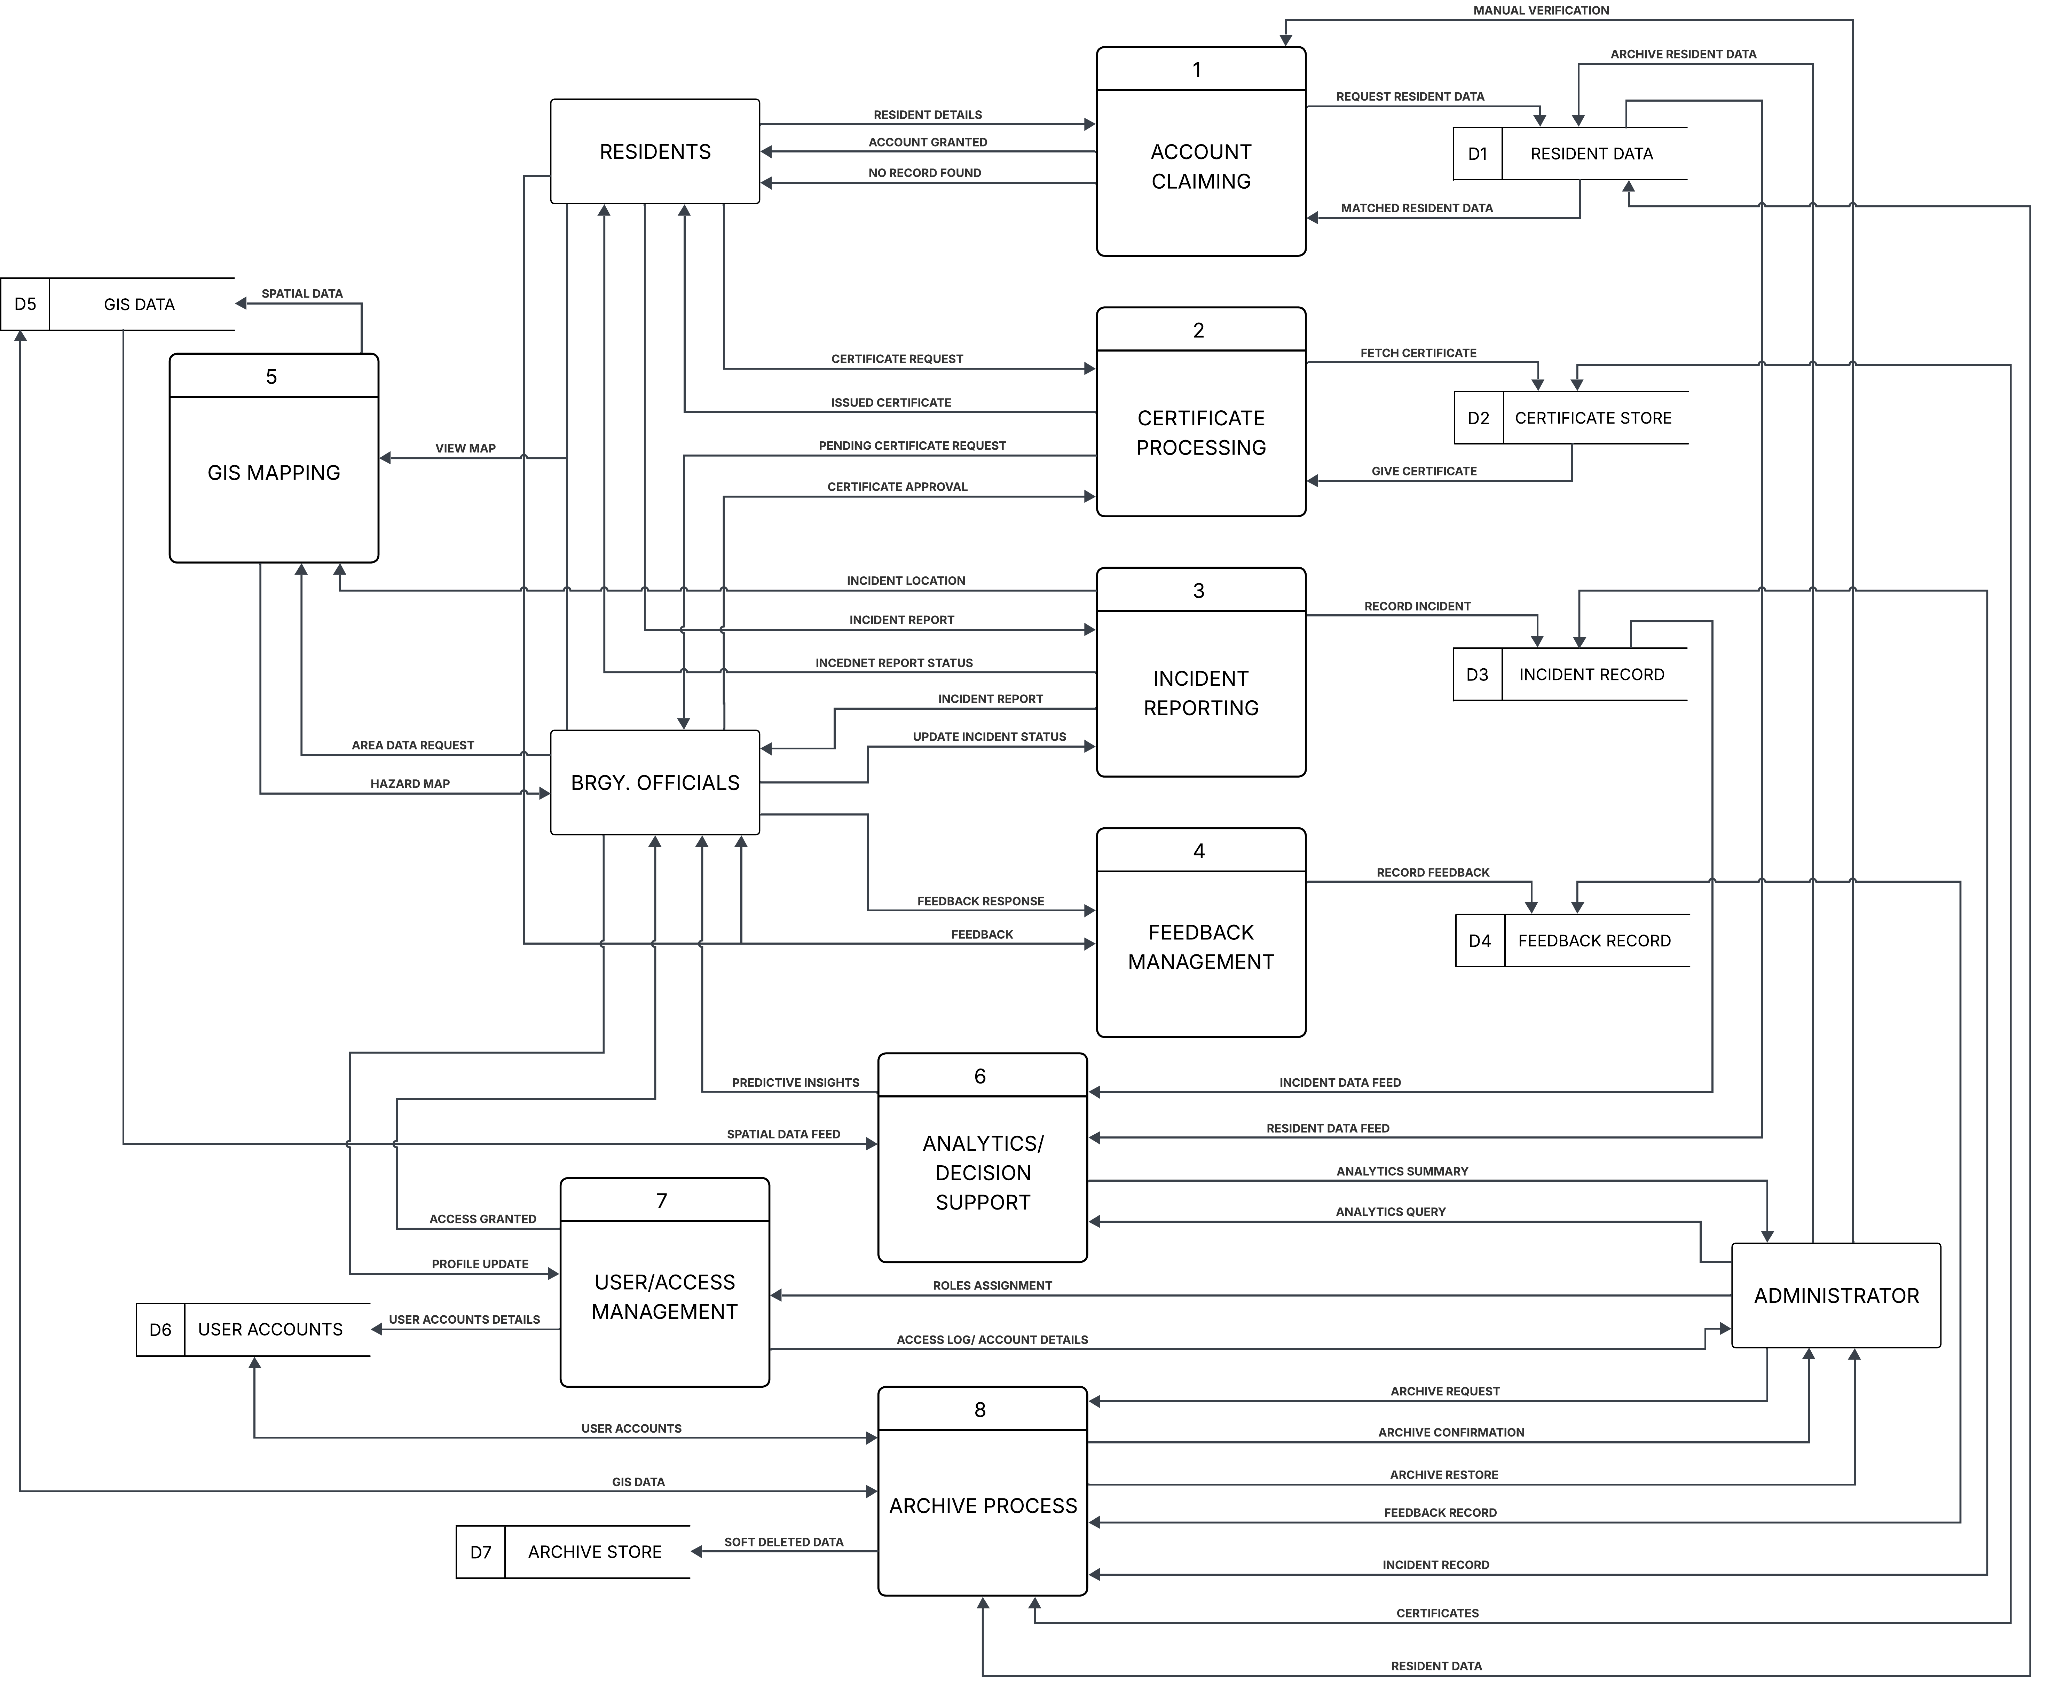 MANUAL VERIFICATION
ARCHIVE RESIDENT DATA
1
REQUEST RESIDENT DATA
RESIDENT DETAILS
ACCOUNT GRANTED
RESIDENTS
ACCOUNT
CLAIMING
D1
RESIDENT DATA
NO RECORD FOUND
MATCHED RESIDENT DATA
SPATIAL DATA
D5
GIS DATA
2
CERTIFICATE REQUEST
FETCH CERTIFICATE
5
ISSUED CERTIFICATE
CERTIFICATE
PROCESSING
D2
CERTIFICATE STORE
VIEW MAP
PENDING CERTIFICATE REQUEST
GIS MAPPING
GIVE CERTIFICATE
CERTIFICATE APPROVAL
INCIDENT LOCATION
3
RECORD INCIDENT
INCIDENT REPORT
INCEDNET REPORT STATUS
INCIDENT
REPORTING
D3
INCIDENT RECORD
INCIDENT REPORT
UPDATE INCIDENT STATUS
AREA DATA REQUEST
BRGY. OFFICIALS
HAZARD MAP
4
RECORD FEEDBACK
FEEDBACK RESPONSE
FEEDBACK
FEEDBACK
MANAGEMENT
D4
FEEDBACK RECORD
6
PREDICTIVE INSIGHTS
INCIDENT DATA FEED
SPATIAL DATA FEED
RESIDENT DATA FEED
ANALYTICS/
DECISION
SUPPORT
ANALYTICS SUMMARY
7
ACCESS GRANTED
ANALYTICS QUERY
PROFILE UPDATE
USER/ACCESS
MANAGEMENT
ROLES ASSIGNMENT
ADMINISTRATOR
D6
USER ACCOUNTS
USER ACCOUNTS DETAILS
ACCESS LOG/ ACCOUNT DETAILS
ARCHIVE REQUEST
8
USER ACCOUNTS
ARCHIVE CONFIRMATION
GIS DATA
ARCHIVE RESTORE
ARCHIVE PROCESS
FEEDBACK RECORD
D7
ARCHIVE STORE
SOFT DELETED DATA
INCIDENT RECORD
CERTIFICATES
RESIDENT DATA